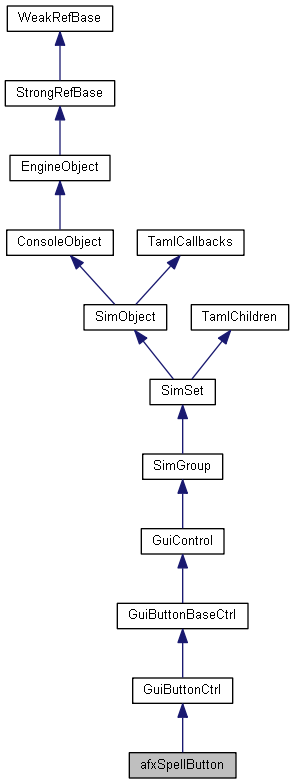 WeakRefBase
StrongRefBase
EngineObject
ConsoleObject
TamlCallbacks
SimObject
TamlChildren
SimSet
SimGroup
GuiControl
GuiButtonBaseCtrl
GuiButtonCtrl
afxSpellButton